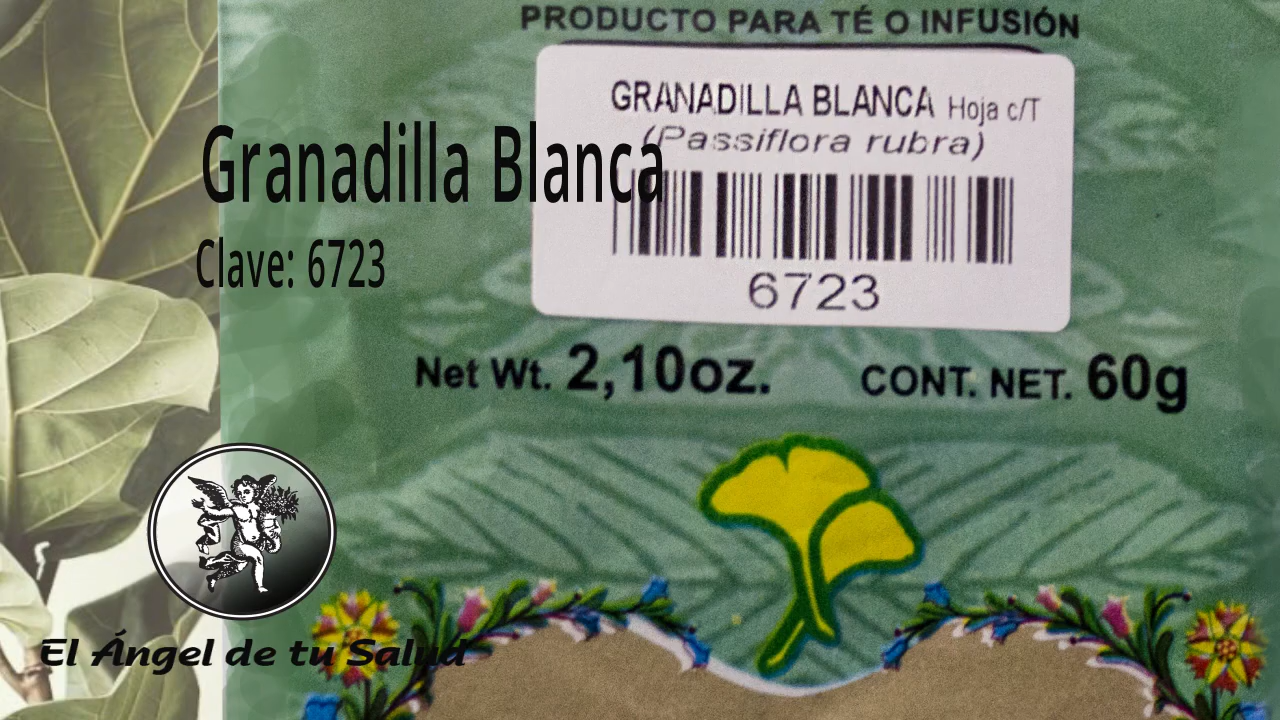 PRODUCTO PARA TÉ O INFUSIÓN
GRANADILLA BLANCA Hoja c/T
(Passiflora rubra)
6723
Granadilla Blanca
Clave: 6723
Net Wt. 2,10oz. CONT. NET. 60g
El Ángel de tu Salud